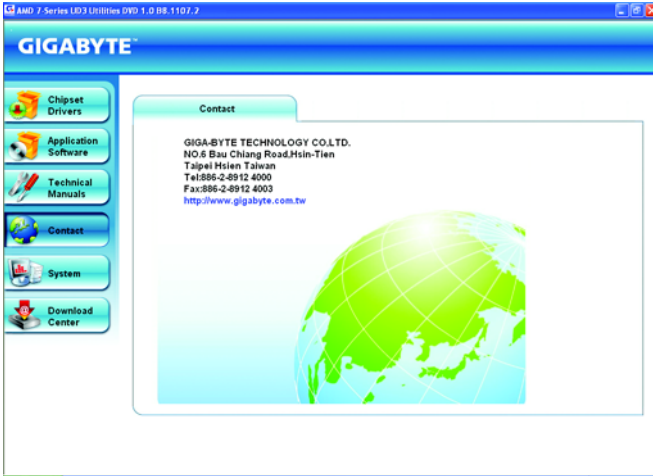 AMD 7-Series UD3 Utilities DVD 1.0 B8.1107.2
GIGABYTE™
Chipset
Drivers
Application
Software
Technical
Manuals
Contact
System
Download
Center
Contact
GIGA-BYTE TECHNOLOGY CO,LTD.
NO.6 Bau Chiang Road,Hsin-Tien
Taipei Hsien Taiwan
Tel:886-2-8912 4000
Fax:886-2-8912 4003
http://www.gigabyte.com.tw